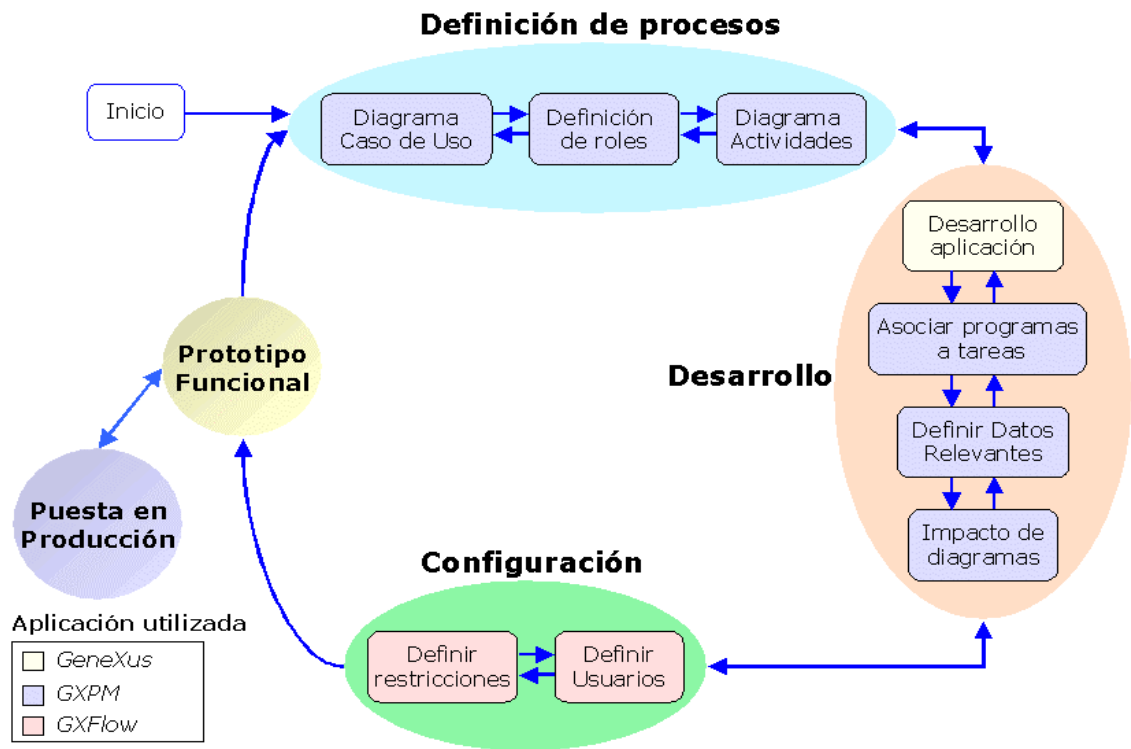 Definición de procesos
Inicio
Diagrama
Caso de Uso
Definición
de roles
Diagrama
Actividades
Desarrollo
aplicación
Asociar programas
a tareas
Desarrollo
Definir Datos
Relevantes
Impacto de
diagramas
Prototipo
Funcional
Puesta en
Producción
Configuración
Definir
restricciones
Definir
Usuarios
Aplicación utilizada
GeneXus
GXPM
GXFlow